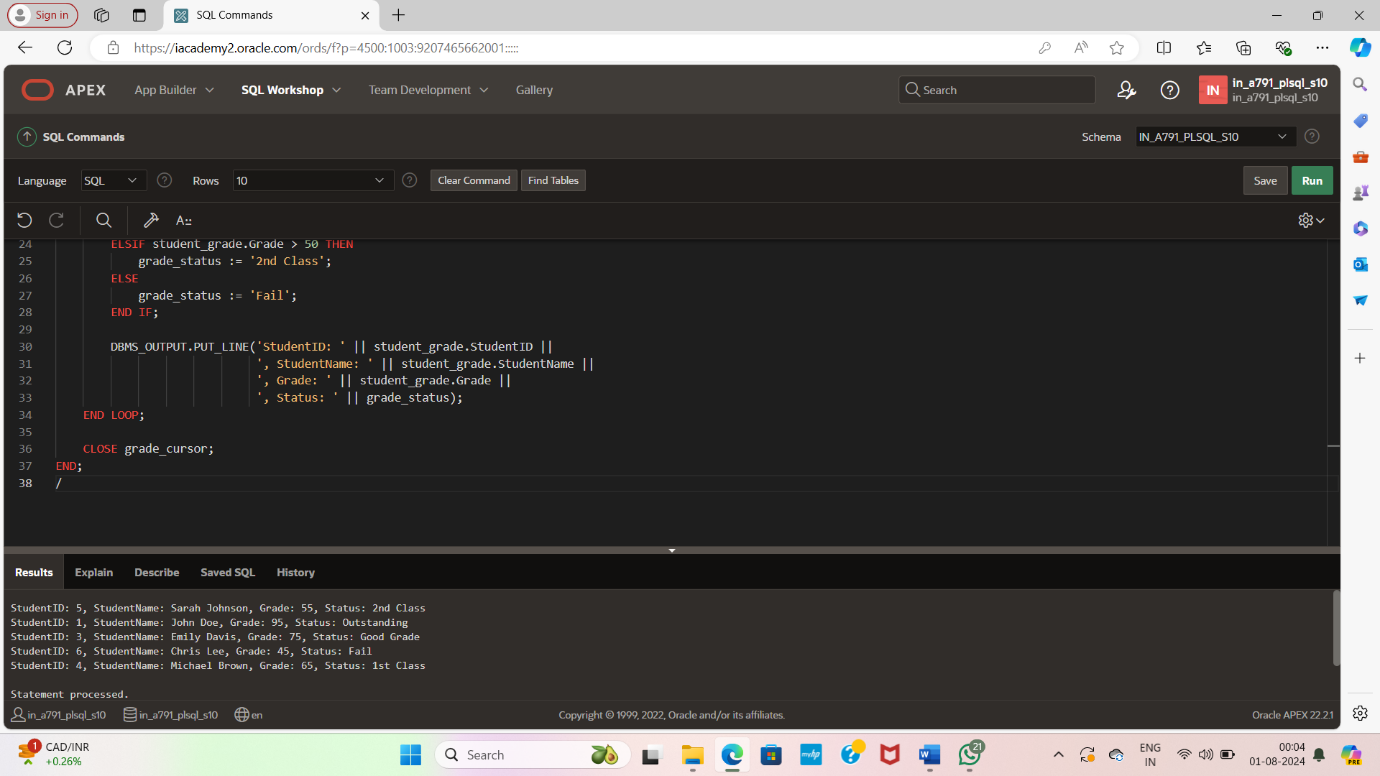 Sign in
SQL Commands
https://iacademy2.oracle.com/ords/f?p=4500:1003:9207465662001:::::
APEX App Builder SQL Workshop Team Development Gallery Search IN in_a791_plsql_s10
in_a791_plsql_s10
SQL Commands Schema IN_A791_PLSQL_S10
Language SQL Rows 10 Clear Command Find Tables Save Run
24 ELSIF student_grade.Grade > 50 THEN
25 grade_status := '2nd Class';
26 ELSE
27 grade_status := 'Fail';
28 END IF;
29
30 DBMS_OUTPUT.PUT_LINE('StudentID: ' || student_grade.StudentID ||
31 ', StudentName: ' || student_grade.StudentName ||
32 ', Grade: ' || student_grade.Grade ||
33 ', Status: ' || grade_status);
34 END LOOP;
35
36 CLOSE grade_cursor;
37 END;
38 /
Results Explain Describe Saved SQL History
StudentID: 5, StudentName: Sarah Johnson, Grade: 55, Status: 2nd Class
StudentID: 1, StudentName: John Doe, Grade: 95, Status: Outstanding
StudentID: 3, StudentName: Emily Davis, Grade: 75, Status: Good Grade
StudentID: 6, StudentName: Chris Lee, Grade: 45, Status: Fail
StudentID: 4, StudentName: Michael Brown, Grade: 65, Status: 1st Class
Statement processed.
in_a791_plsql_s10 in_a791_plsql_s10 en Copyright © 1999, 2022, Oracle and/or its affiliates. Oracle APEX 22.2.1
1 CAD/INR
+0.26%
Search
myhp
21
ENG
IN
00:04
01-08-2024
PRE